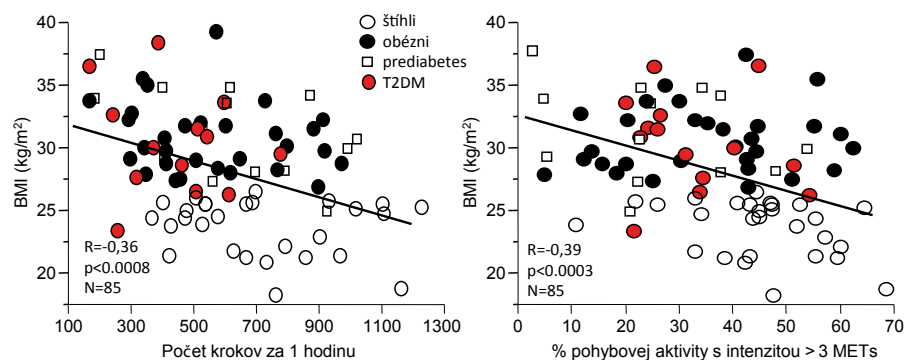 40
35
30
25
20
BMI (kg/m²)
R=-0,36
p<0.0008
N=85
100 300 500 700 900 1100 1300
Počet krokov za 1 hodinu
štíhli
obézni
prediabetes
T2DM
40
35
30
25
20
BMI (kg/m²)
R=-0,39
p<0.0003
N=85
0 10 20 30 40 50 60 70
% pohybovej aktivity s intenzitou > 3 METs